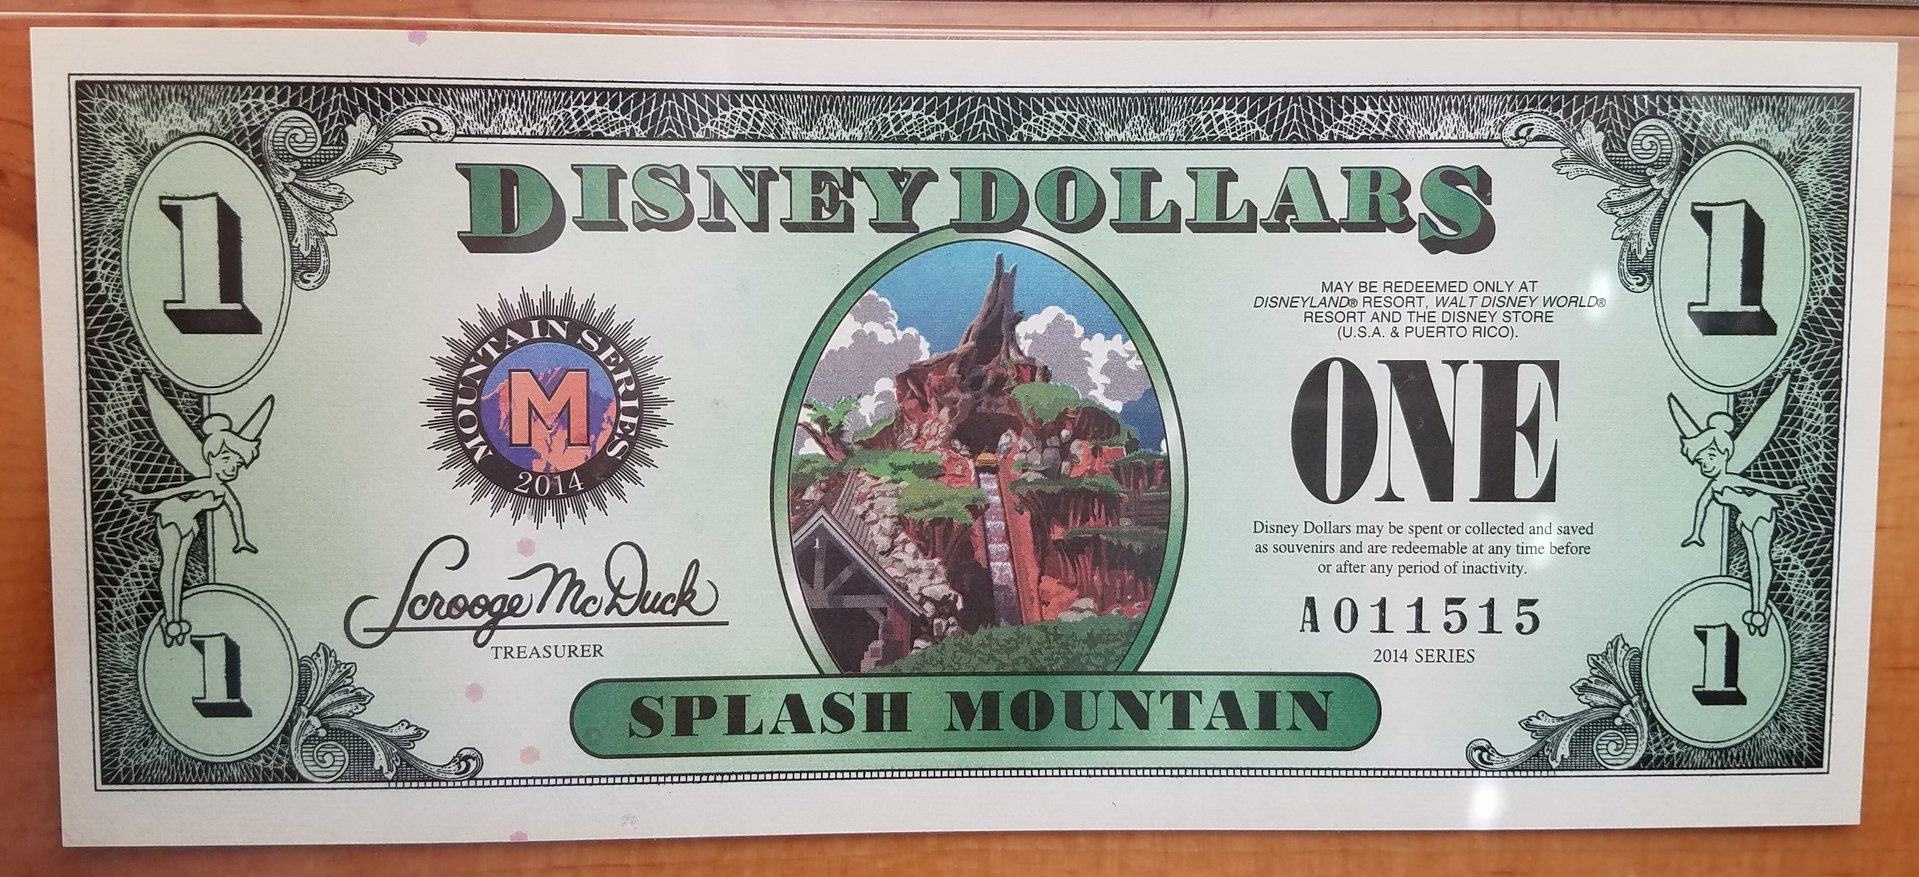 1
1
DISNEY DOLLARS
MAY BE REDEEMED ONLY AT
DISNEYLAND® RESORT, WALT DISNEY WORLD®
RESORT AND THE DISNEY STORE
(U.S.A. & PUERTO RICO).
MOUNTAIN SERIES
M
2014
ONE
Disney Dollars may be spent or collected and saved
as souvenirs and are redeemable at any time before
or after any period of inactivity.
Scrooge McDuck
TREASURER
A011515
2014 SERIES
1
1
SPLASH MOUNTAIN